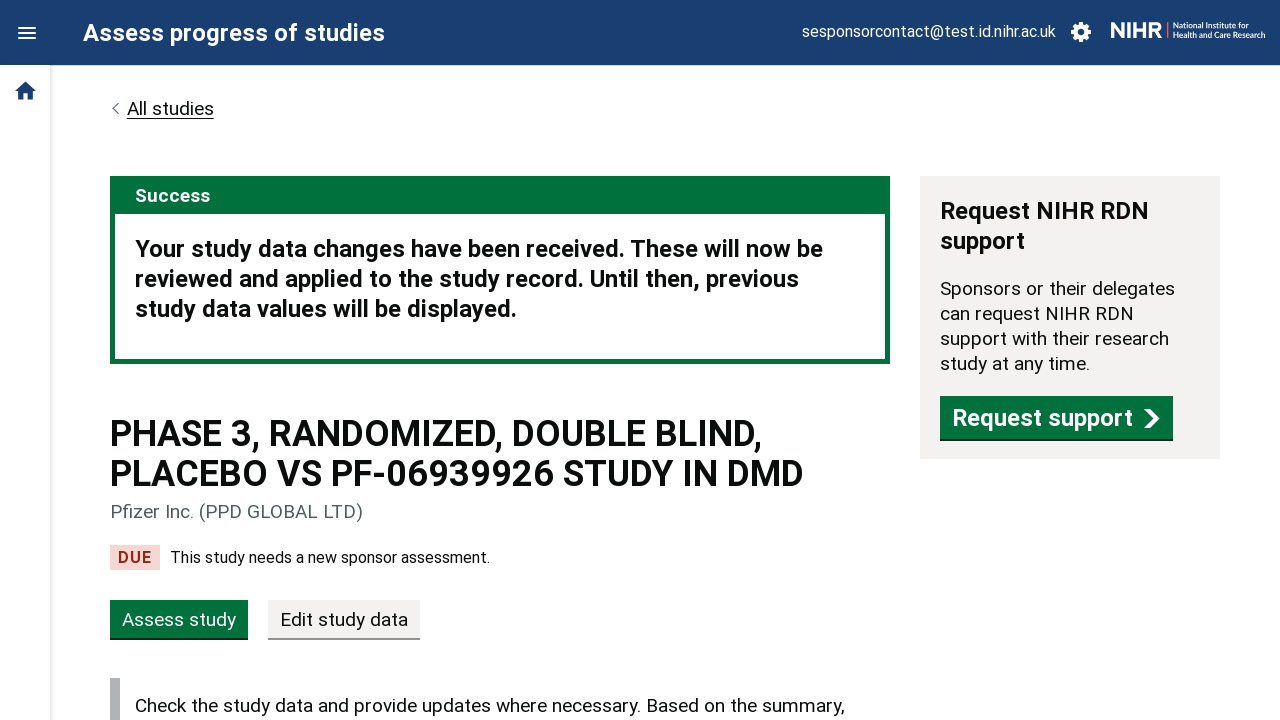 Assess progress of studies
sesponsorcontact@test.id.nihr.ac.uk
NIHR | National Institute for
Health and Care Research
All studies
Success
Your study data changes have been received. These will now be
reviewed and applied to the study record. Until then, previous
study data values will be displayed.
Request NIHR RDN
support
Sponsors or their delegates
can request NIHR RDN
support with their research
study at any time.
Request support
PHASE 3, RANDOMIZED, DOUBLE BLIND,
PLACEBO VS PF-06939926 STUDY IN DMD
Pfizer Inc. (PPD GLOBAL LTD)
DUE This study needs a new sponsor assessment.
Assess study Edit study data
Check the study data and provide updates where necessary. Based on the summary,